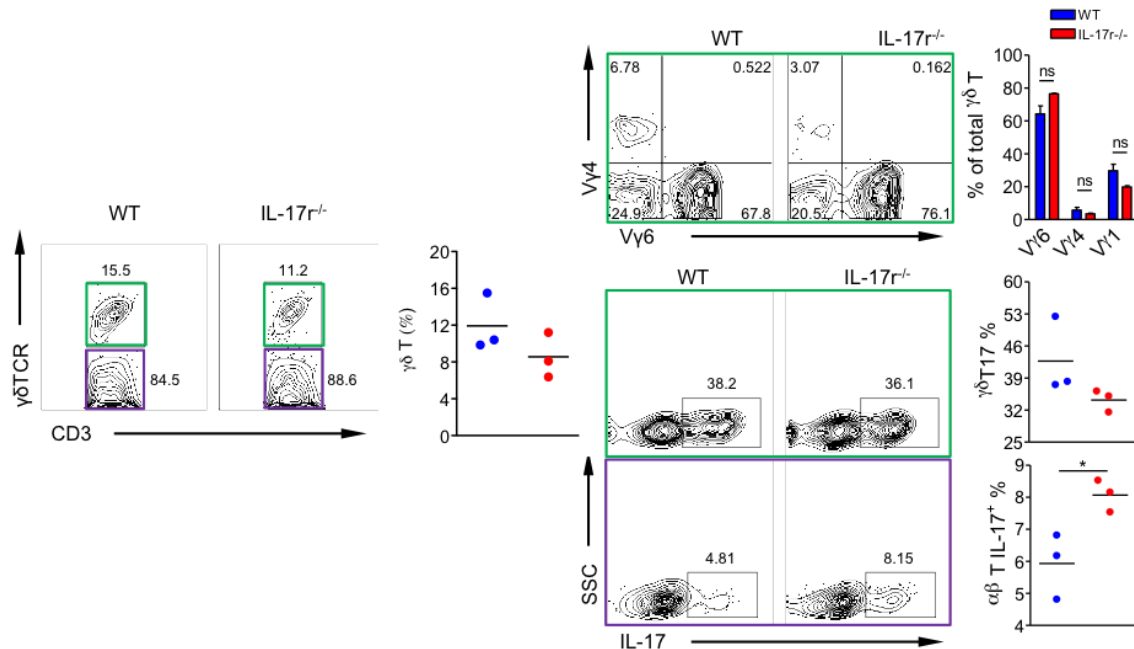 WT
IL-17r-/-
WT
IL-17r-/-
6.78
0.522
3.07
0.162
24.9
67.8
20.5
76.1
Vγ4
Vγ6
% of total γδ T
100
80
60
40
20
0
ns
ns
ns
Vγ6
Vγ4
Vγ1
WT
IL-17r-/-
15.5
11.2
84.5
88.6
γδTCR
CD3
γδ T (%)
20
16
12
8
4
0
WT
IL-17r-/-
38.2
36.1
4.81
8.15
SSC
IL-17
γδT17 %
60
53
46
39
32
25
αβ T IL-17+ %
9
8
7
6
5
4
*